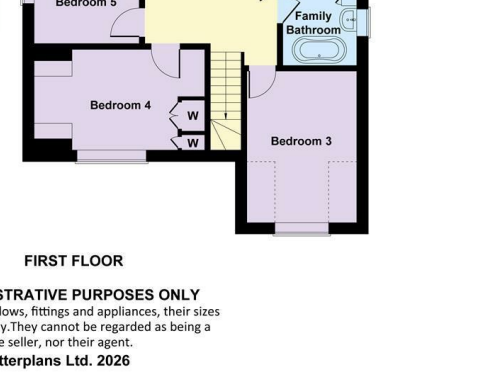 Bedroom 5
Family
Bathroom
Bedroom 4
W
W
Bedroom 3
FIRST FLOOR
STRATIVE PURPOSES ONLY
lows, fittings and appliances, their sizes
y.They cannot be regarded as being a
e seller, nor their agent.
tterplans Ltd. 2026